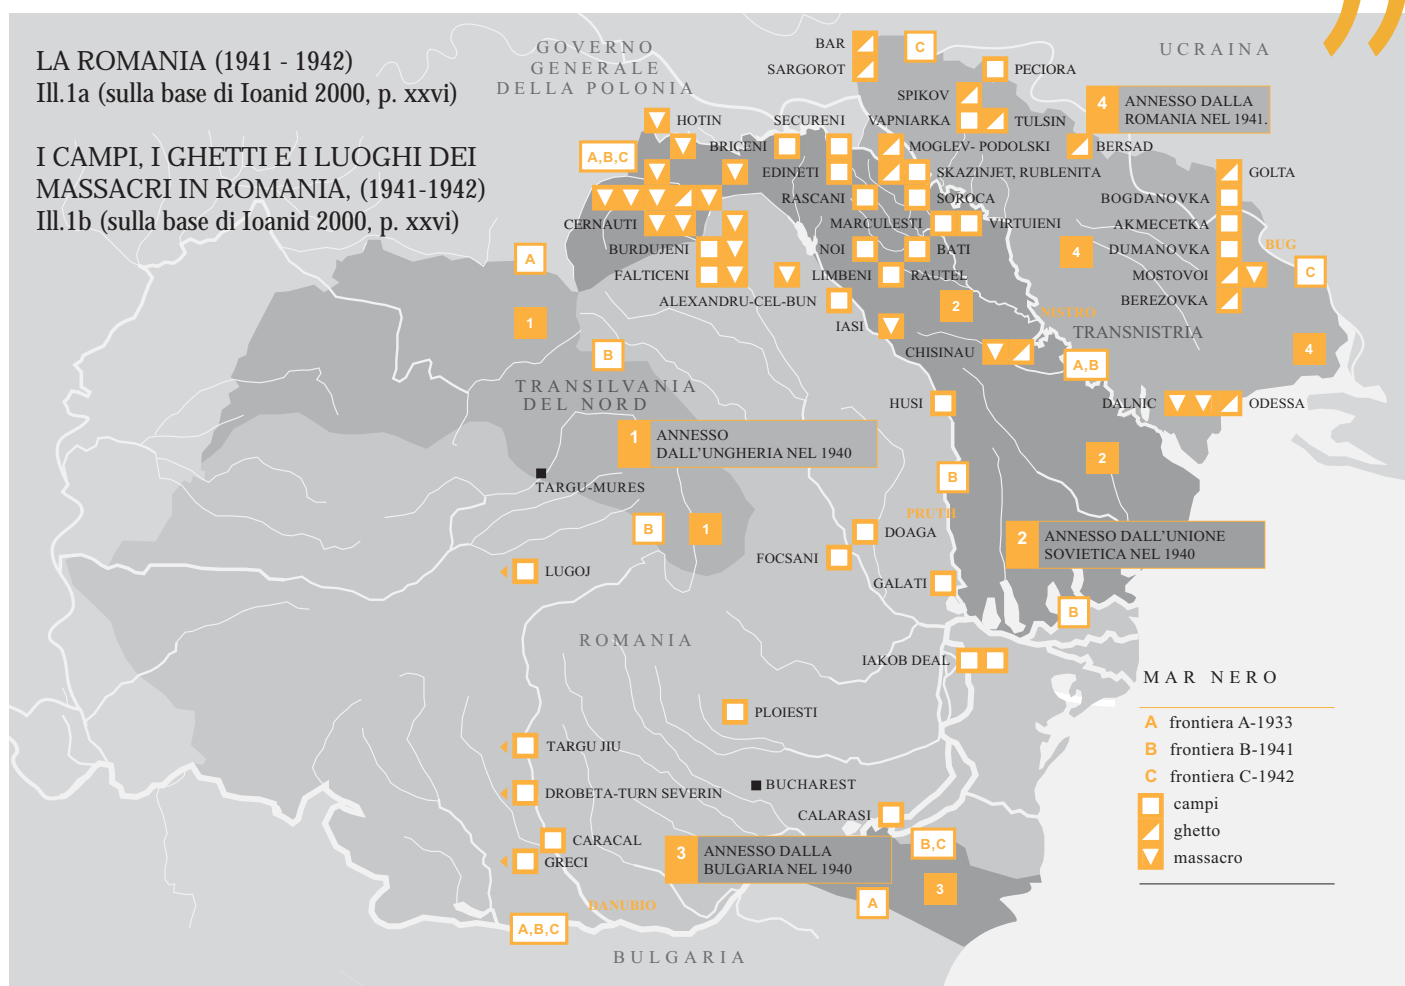 LA ROMANIA (1941 - 1942)
Ill.1a (sulla base di Ioanid 2000, p. xxvi)
I CAMPI, I GHETTI E I LUOGHI DEI
MASSACRI IN ROMANIA, (1941-1942)
Ill.1b (sulla base di Ioanid 2000, p. xxvi)
”
GOVERNO
GENERALE
DELLA POLONIA
UCRAINA
BAR
C
SARGOROT
PECIORA
SPIKOV
4 ANNESSO DALLA
ROMANIA NEL 1941.
HOTIN
SECURENI
VAPNIARKA
TULSIN
A,B,C
BRICENI
MOGLEV- PODOLSKI
BERSAD
EDINETI
SKAZINJET, RUBLENITA
GOLTA
RASCANI
SOROCA
BOGDANOVKA
CERNAUTI
MARCULESTI
VIRTUIENI
AKMECETKA
BURDUJENI
NOI
BATI
4
DUMANOVKA
BUG
A
FALTICENI
LIMBENI
RAUTEL
MOSTOVOI
C
ALEXANDRU-CEL-BUN
2
BEREZOVKA
NISTRO
1
IASI
TRANSNISTRIA
B
CHISINAU
A,B
4
TRANSILVANIA
DEL NORD
HUSI
DALNIC
ODESSA
1 ANNESSO
DALL'UNGHERIA NEL 1940
2
TARGU-MURES
B
PRUTH
B
1
DOAGA
2 ANNESSO DALL'UNIONE
SOVIETICA NEL 1940
FOCSANI
LUGOJ
GALATI
B
ROMANIA
IAKOB DEAL
MAR NERO
PLOIESTI
A frontiera A-1933
B frontiera B-1941
C frontiera C-1942
campi
ghetto
massacro
TARGU JIU
BUCHAREST
DROBETA-TURN SEVERIN
CALARASI
CARACAL
GRECI
3 ANNESSO DALLA
BULGARIA NEL 1940
B,C
3
DANUBIO
A
A,B,C
BULGARIA